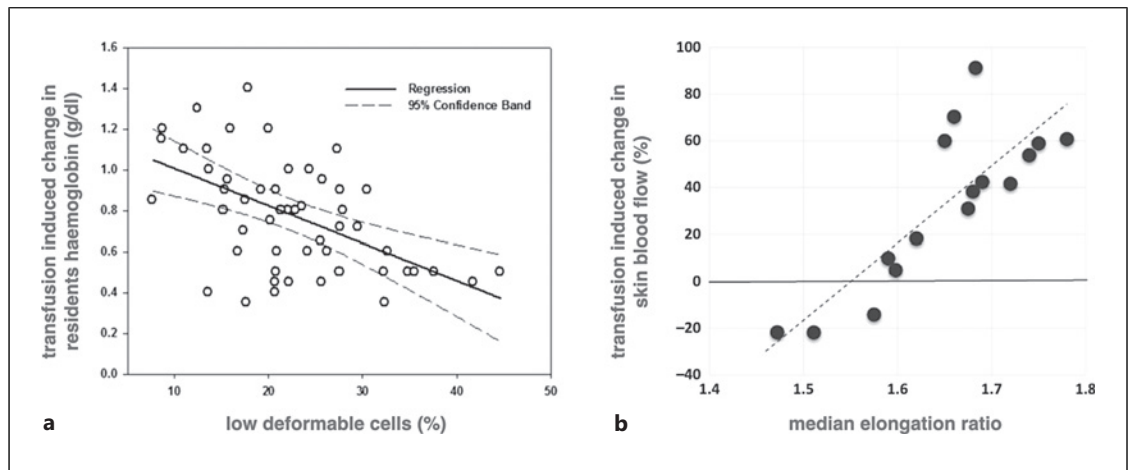 transfusion induced change in
residents haemoglobin (g/dl)
1.6
1.4
1.2
1.0
0.8
0.6
0.4
0.2
0.0
Regression
95% Confidence Band
10
20
30
40
50
a
low deformable cells (%)
transfusion induced change in
skin blood flow (%)
100
80
60
40
20
0
–20
–40
1.4
1.5
1.6
1.7
1.8
b
median elongation ratio